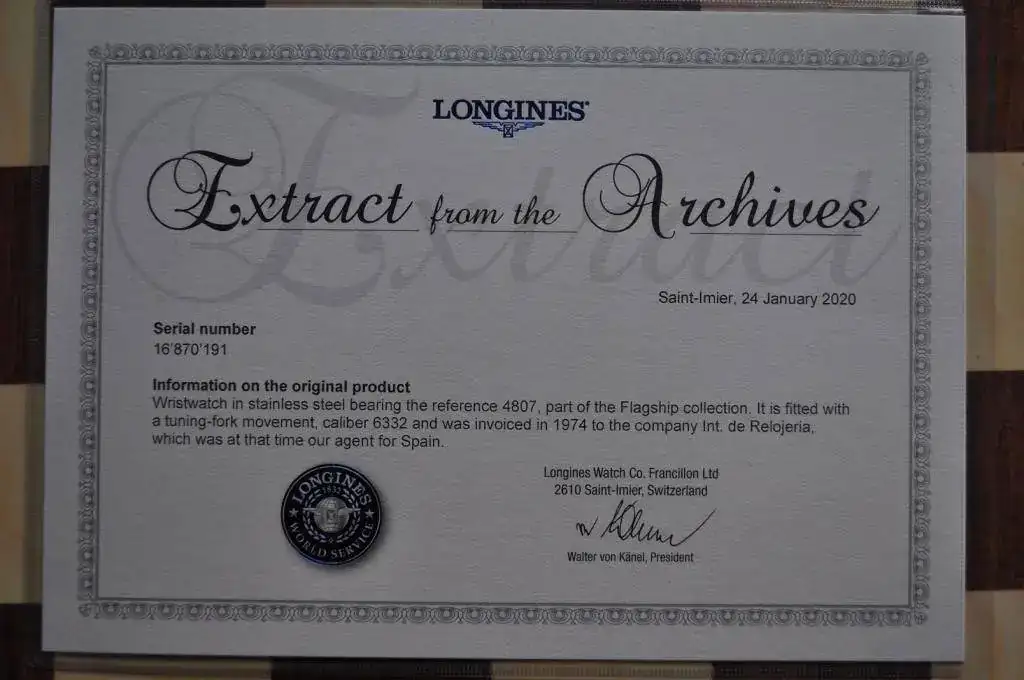 LONGINES
Extract from the Archives
Saint-Imier, 24 January 2020
Serial number
16'870'191
Information on the original product
Wristwatch in stainless steel bearing the reference 4807, part of the Flagship collection. It is fitted with
a tuning-fork movement, caliber 6332 and was invoiced in 1974 to the company Int. de Relojeria,
which was at that time our agent for Spain.
LONGINES
1832
WORLD SERVICE
Longines Watch Co. Francillon Ltd
2610 Saint-Imier, Switzerland
Walter von Känel, President
Extract